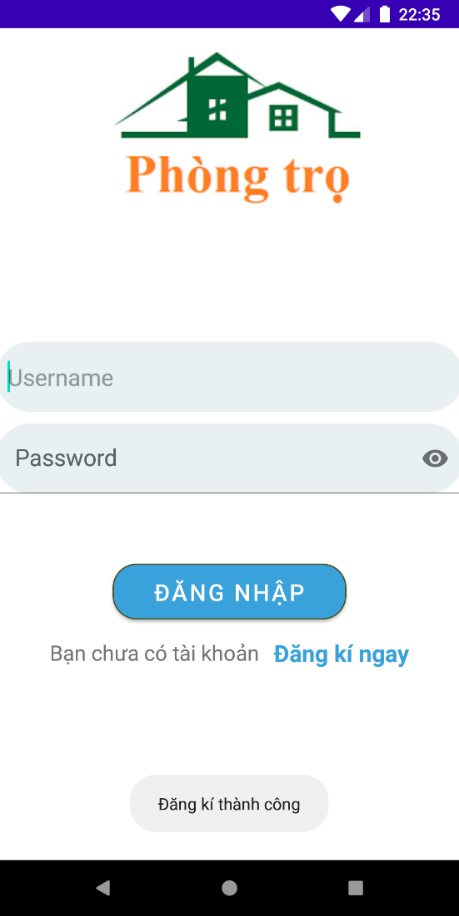 22:35
Phòng trọ
Username
Password
ĐĂNG NHẬP
Bạn chưa có tài khoản Đăng kí ngay
Đăng kí thành công